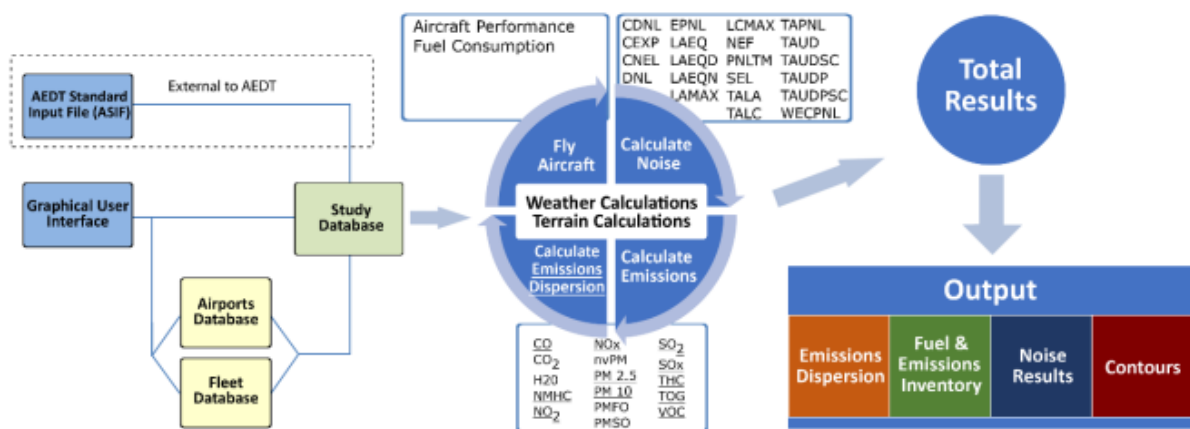 External to AEDT
AEDT Standard
Input File (ASIF)
Graphical User
Interface
Study
Database
Airports
Database
Fleet
Database
Aircraft Performance
Fuel Consumption
CDNL EPNL LCMAX TAPNL
CEXP LAEQ NEF TAUD
CNEL LAEQD PNLTM TAUDSC
DNL LAEQN SEL TAUDP
LAMAX TALA TAUDPSC
TALC WECPNL
Fly
Aircraft
Calculate
Noise
Weather Calculations
Terrain Calculations
Calculate
Emissions
Dispersion
Calculate
Emissions
CO NOx SO2
CO2 nvPM SOx
H20 PM 2.5 THC
NMHC PM 10 TOG
NO2 PMFO VOC
PMSO
Total
Results
Output
Emissions
Dispersion
Fuel &
Emissions
Inventory
Noise
Results
Contours